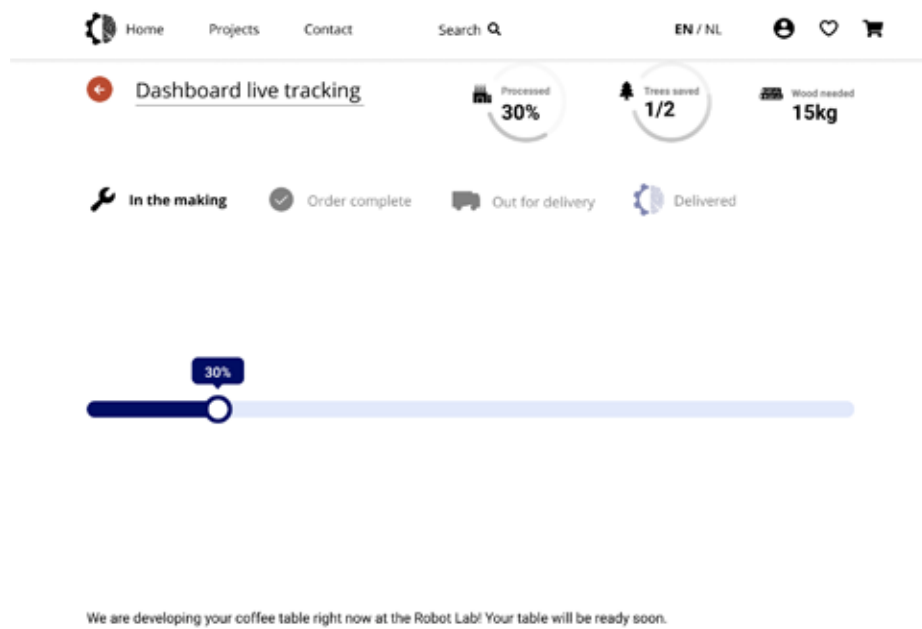 Home Projects Contact Search EN / NL
Dashboard live tracking
Processed
30%
Trees saved
1/2
Wood needed
15kg
In the making Order complete Out for delivery Delivered
30%
We are developing your coffee table right now at the Robot Lab! Your table will be ready soon.